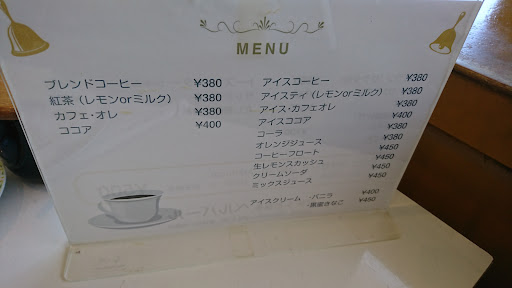 MENU
ブレンドコーヒー ¥380
紅茶（レモンorミルク） ¥380
カフェ・オレ ¥380
ココア ¥400
アイスコーヒー ¥380
アイスティ（レモンorミルク） ¥380
アイス・カフェオレ ¥380
アイスココア ¥400
コーラ ¥380
オレンジジュース ¥380
コーヒーフロート ¥450
生レモンスカッシュ ¥450
クリームソーダ ¥450
ミックスジュース ¥450
アイスクリーム ・バニラ ¥400
・黒蜜きなこ ¥450